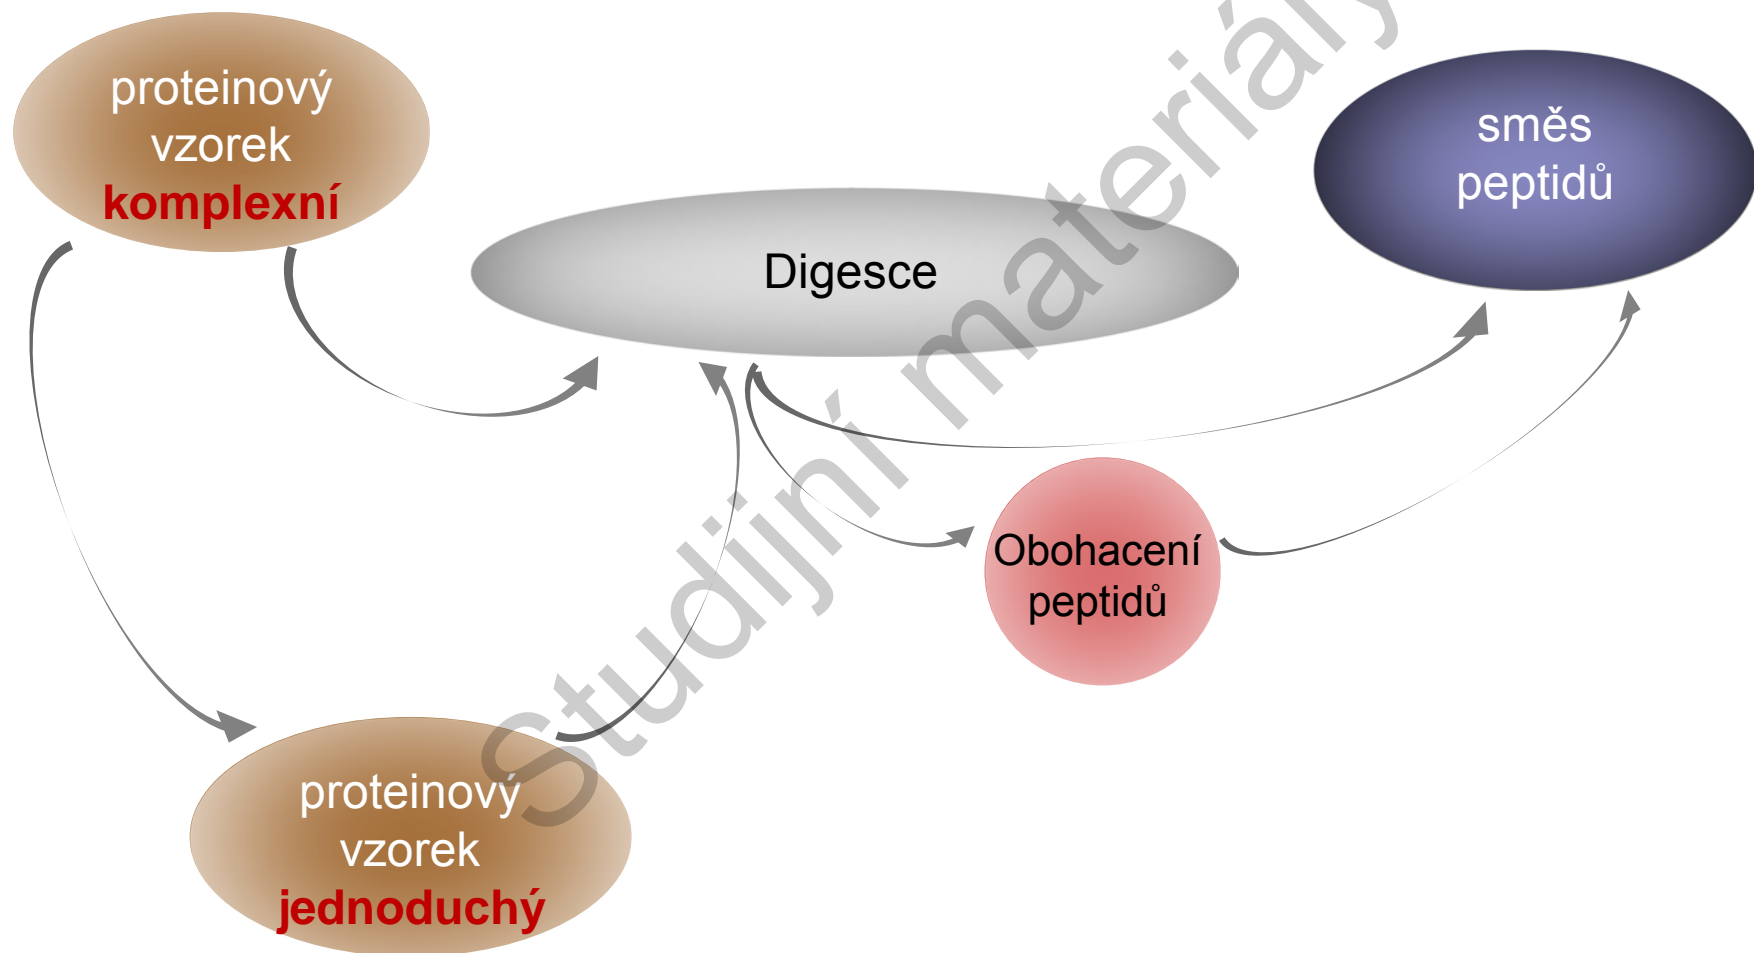 proteinový
vzorek
komplexní
směs
peptidů
Digesce
Obohacení
peptidů
proteinový
vzorek
jednoduchý
Studijní materiály